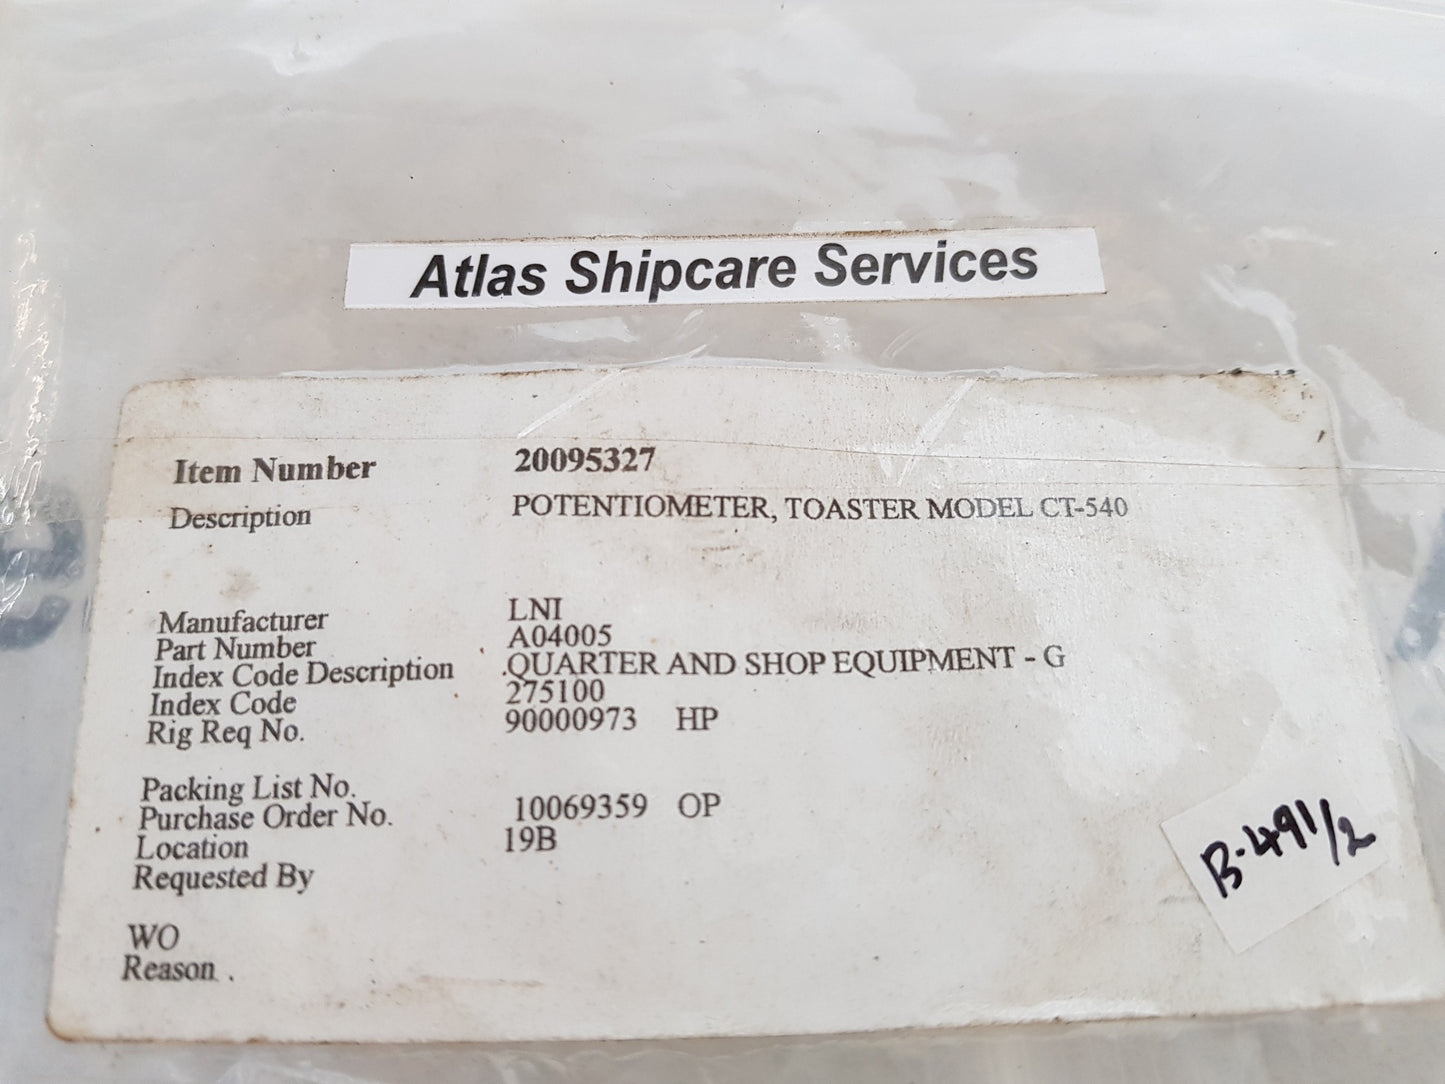 Atlas Shipcare Services
Item Number 20095327
Description POTENTIOMETER, TOASTER MODEL CT-540
Manufacturer LNI
Part Number A04005
Index Code Description QUARTER AND SHOP EQUIPMENT - G
Index Code 275100
Rig Req No. 90000973 HP
Packing List No.
Purchase Order No. 10069359 OP
Location 19B
Requested By
WO
Reason .
B-491/2